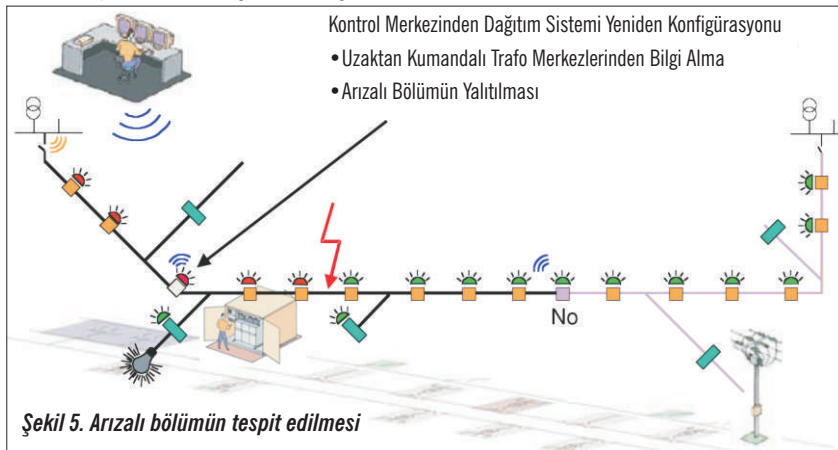 Kontrol Merkezinden Dağıtım Sistemi Yeniden Konfigürasyonu
•Uzaktan Kumandalı Trafo Merkezlerinden Bilgi Alma
•Arızalı Bölümün Yalıtılması
No
Şekil 5. Arızalı bölümün tespit edilmesi